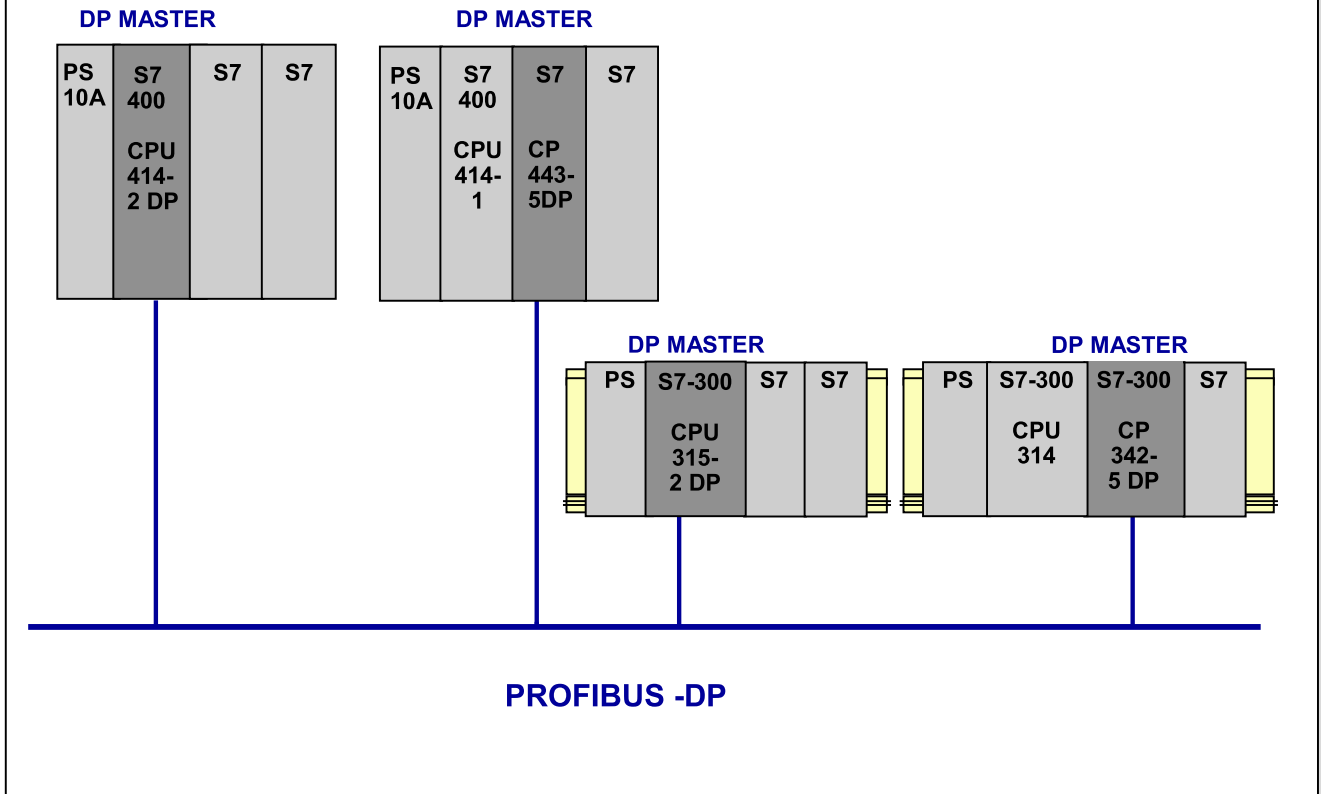 DP MASTER
PS
10A
S7
400
CPU
414-
2 DP
S7
S7
DP MASTER
PS
10A
S7
400
CPU
414-
1
S7
CP
443-
5DP
S7
DP MASTER
PS
S7-300
CPU
315-
2 DP
S7
S7
DP MASTER
PS
S7-300
CPU
314
S7-300
CP
342-
5 DP
S7
PROFIBUS -DP